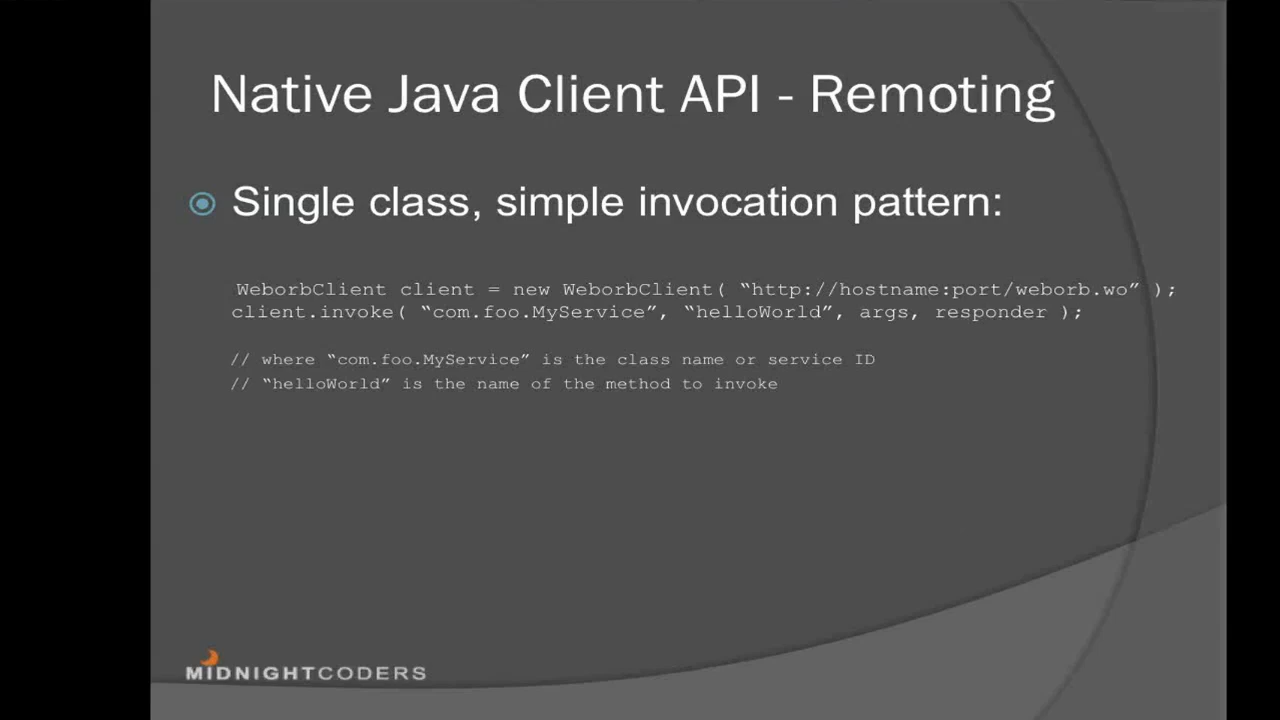 Native Java Client API - Remoting
Single class, simple invocation pattern:
WeborbClient client = new WeborbClient( “http://hostname:port/weborb.wo” );
client.invoke( “com.foo.MyService”, “helloWorld”, args, responder );
// where “com.foo.MyService” is the class name or service ID
// “helloWorld” is the name of the method to invoke
MIDNIGHTCODERS